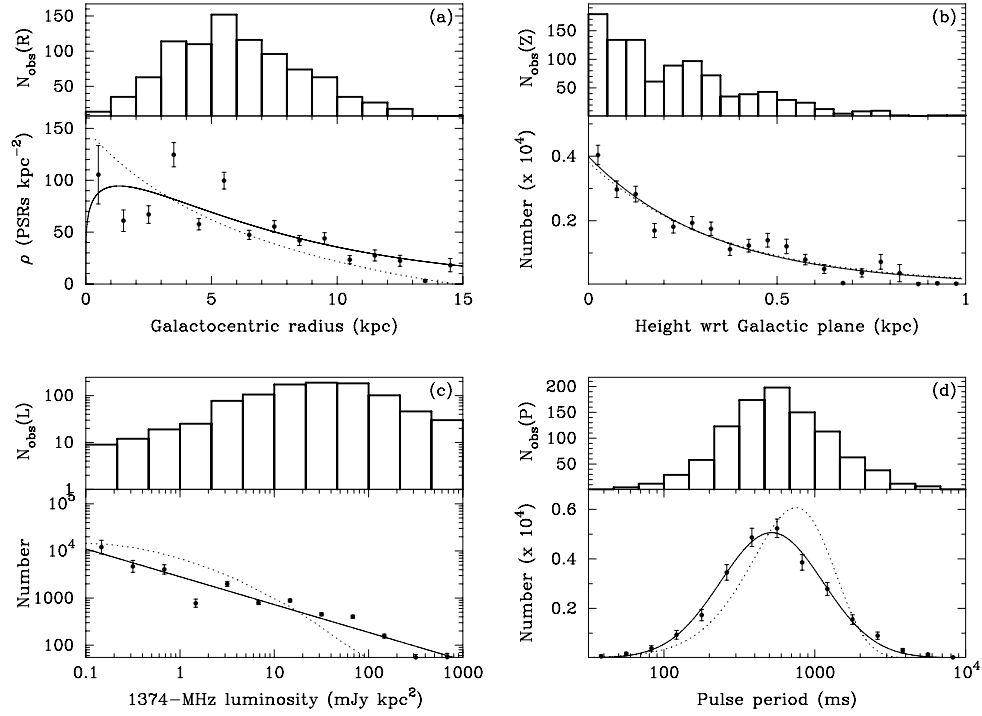 (a)
N_obs(R)
150
100
50
ρ (PSRs kpc⁻²)
150
100
50
0
0 5 10 15
Galactocentric radius (kpc)
(b)
N_obs(Z)
150
100
50
Number (x 10⁴)
0.4
0.2
0 0.5 1
Height wrt Galactic plane (kpc)
(c)
N_obs(L)
100
10
1
Number
10⁵
10⁴
1000
100
0.1 1 10 100 1000
1374-MHz luminosity (mJy kpc²)
(d)
N_obs(P)
200
150
100
50
Number (x 10⁴)
0.6
0.4
0.2
100 1000 10⁴
Pulse period (ms)